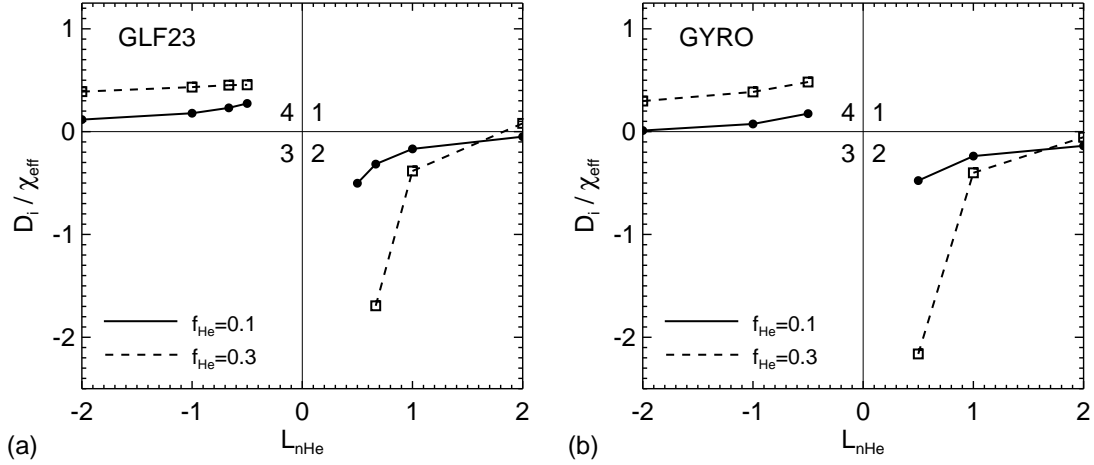 GLF23
1
0
-1
-2
D_i / χ_eff
4 1
3 2
f_He=0.1
f_He=0.3
-2 -1 0 1 2
L_nHe
(a)
GYRO
1
0
-1
-2
D_i / χ_eff
4 1
3 2
f_He=0.1
f_He=0.3
-2 -1 0 1 2
L_nHe
(b)